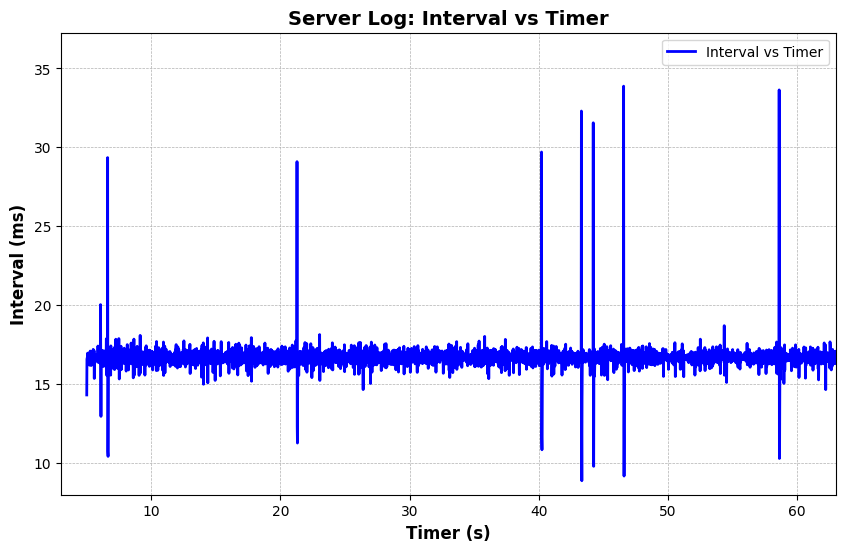 Server Log: Interval vs Timer
Interval vs Timer
35
30
25
20
15
10
Interval (ms)
10 20 30 40 50 60
Timer (s)